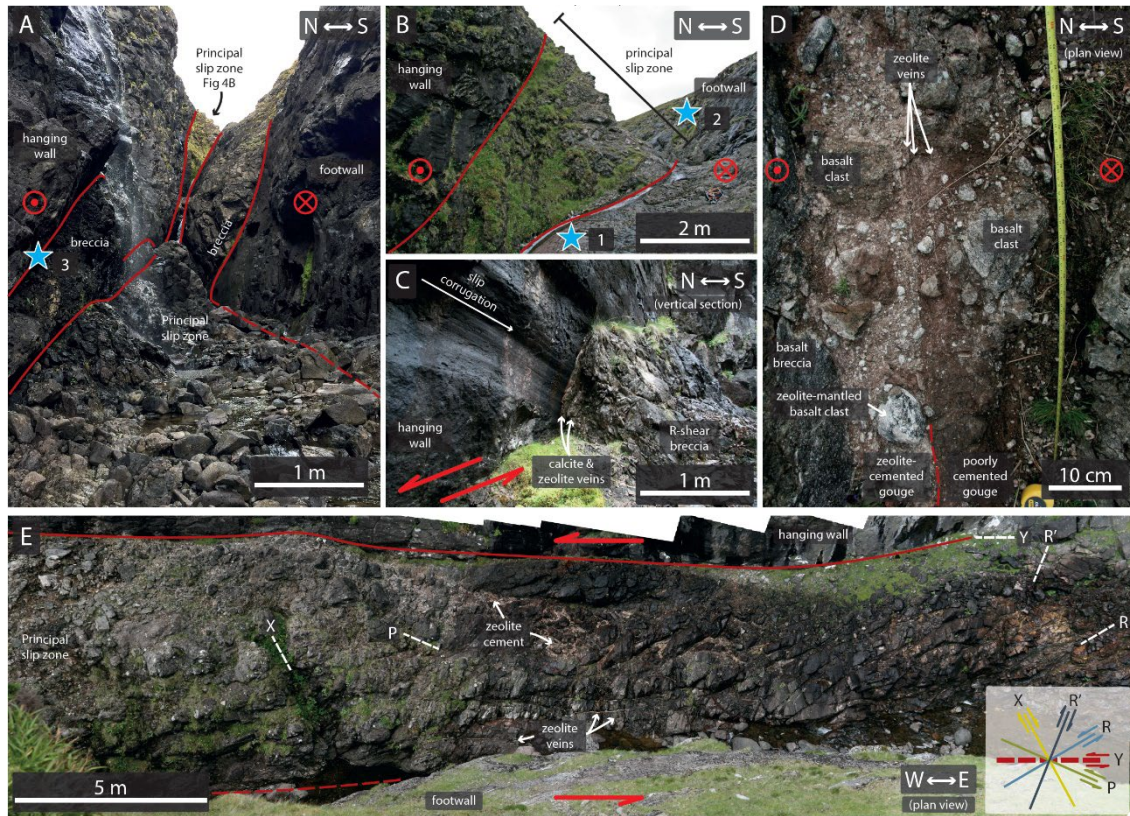 A
N ↔ S
Principal
slip zone
Fig 4B
hanging
wall
footwall
breccia
breccia
3
Principal
slip zone
1 m
B
N ↔ S
hanging
wall
principal
slip zone
footwall
2
1
2 m
C
N ↔ S
(vertical section)
slip
corrugation
hanging
wall
calcite &
zeolite veins
R-shear
breccia
1 m
D
N ↔ S
(plan view)
zeolite
veins
basalt
clast
basalt
clast
basalt
breccia
zeolite-mantled
basalt clast
zeolite-
cemented
gouge
poorly
cemented
gouge
10 cm
E
hanging wall
Y
R'
R
Principal
slip zone
X
P
zeolite
cement
zeolite
veins
5 m
footwall
W ↔ E
(plan view)
X
R'
R
Y
P